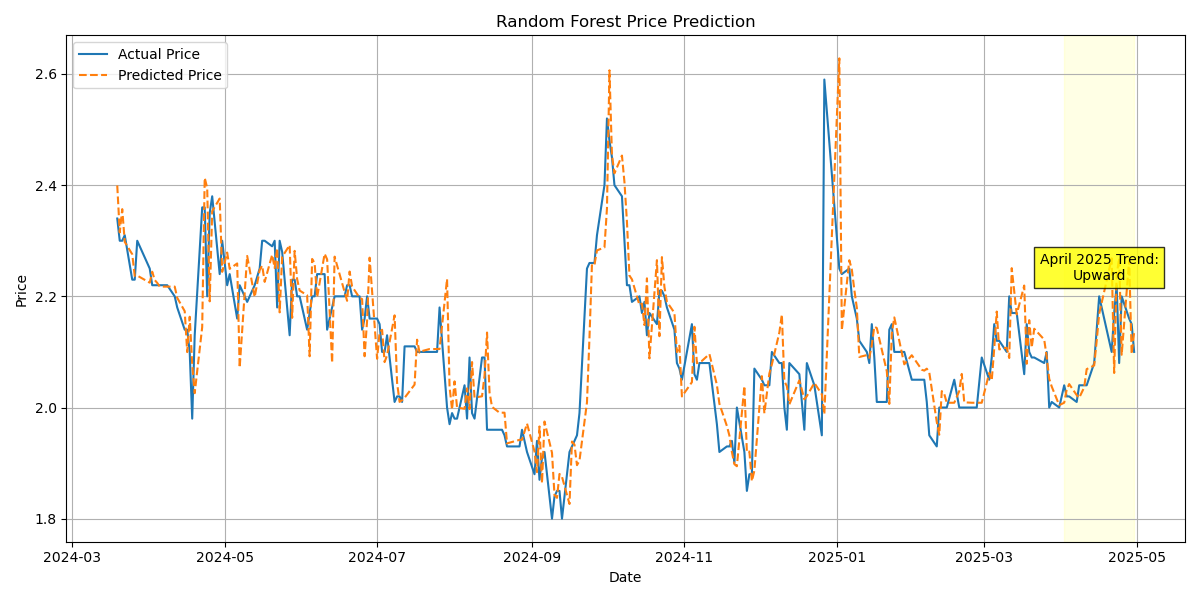 Random Forest Price Prediction
Actual Price
Predicted Price
April 2025 Trend:
Upward
Price
2.6
2.4
2.2
2.0
1.8
2024-03
2024-05
2024-07
2024-09
2024-11
2025-01
2025-03
2025-05
Date